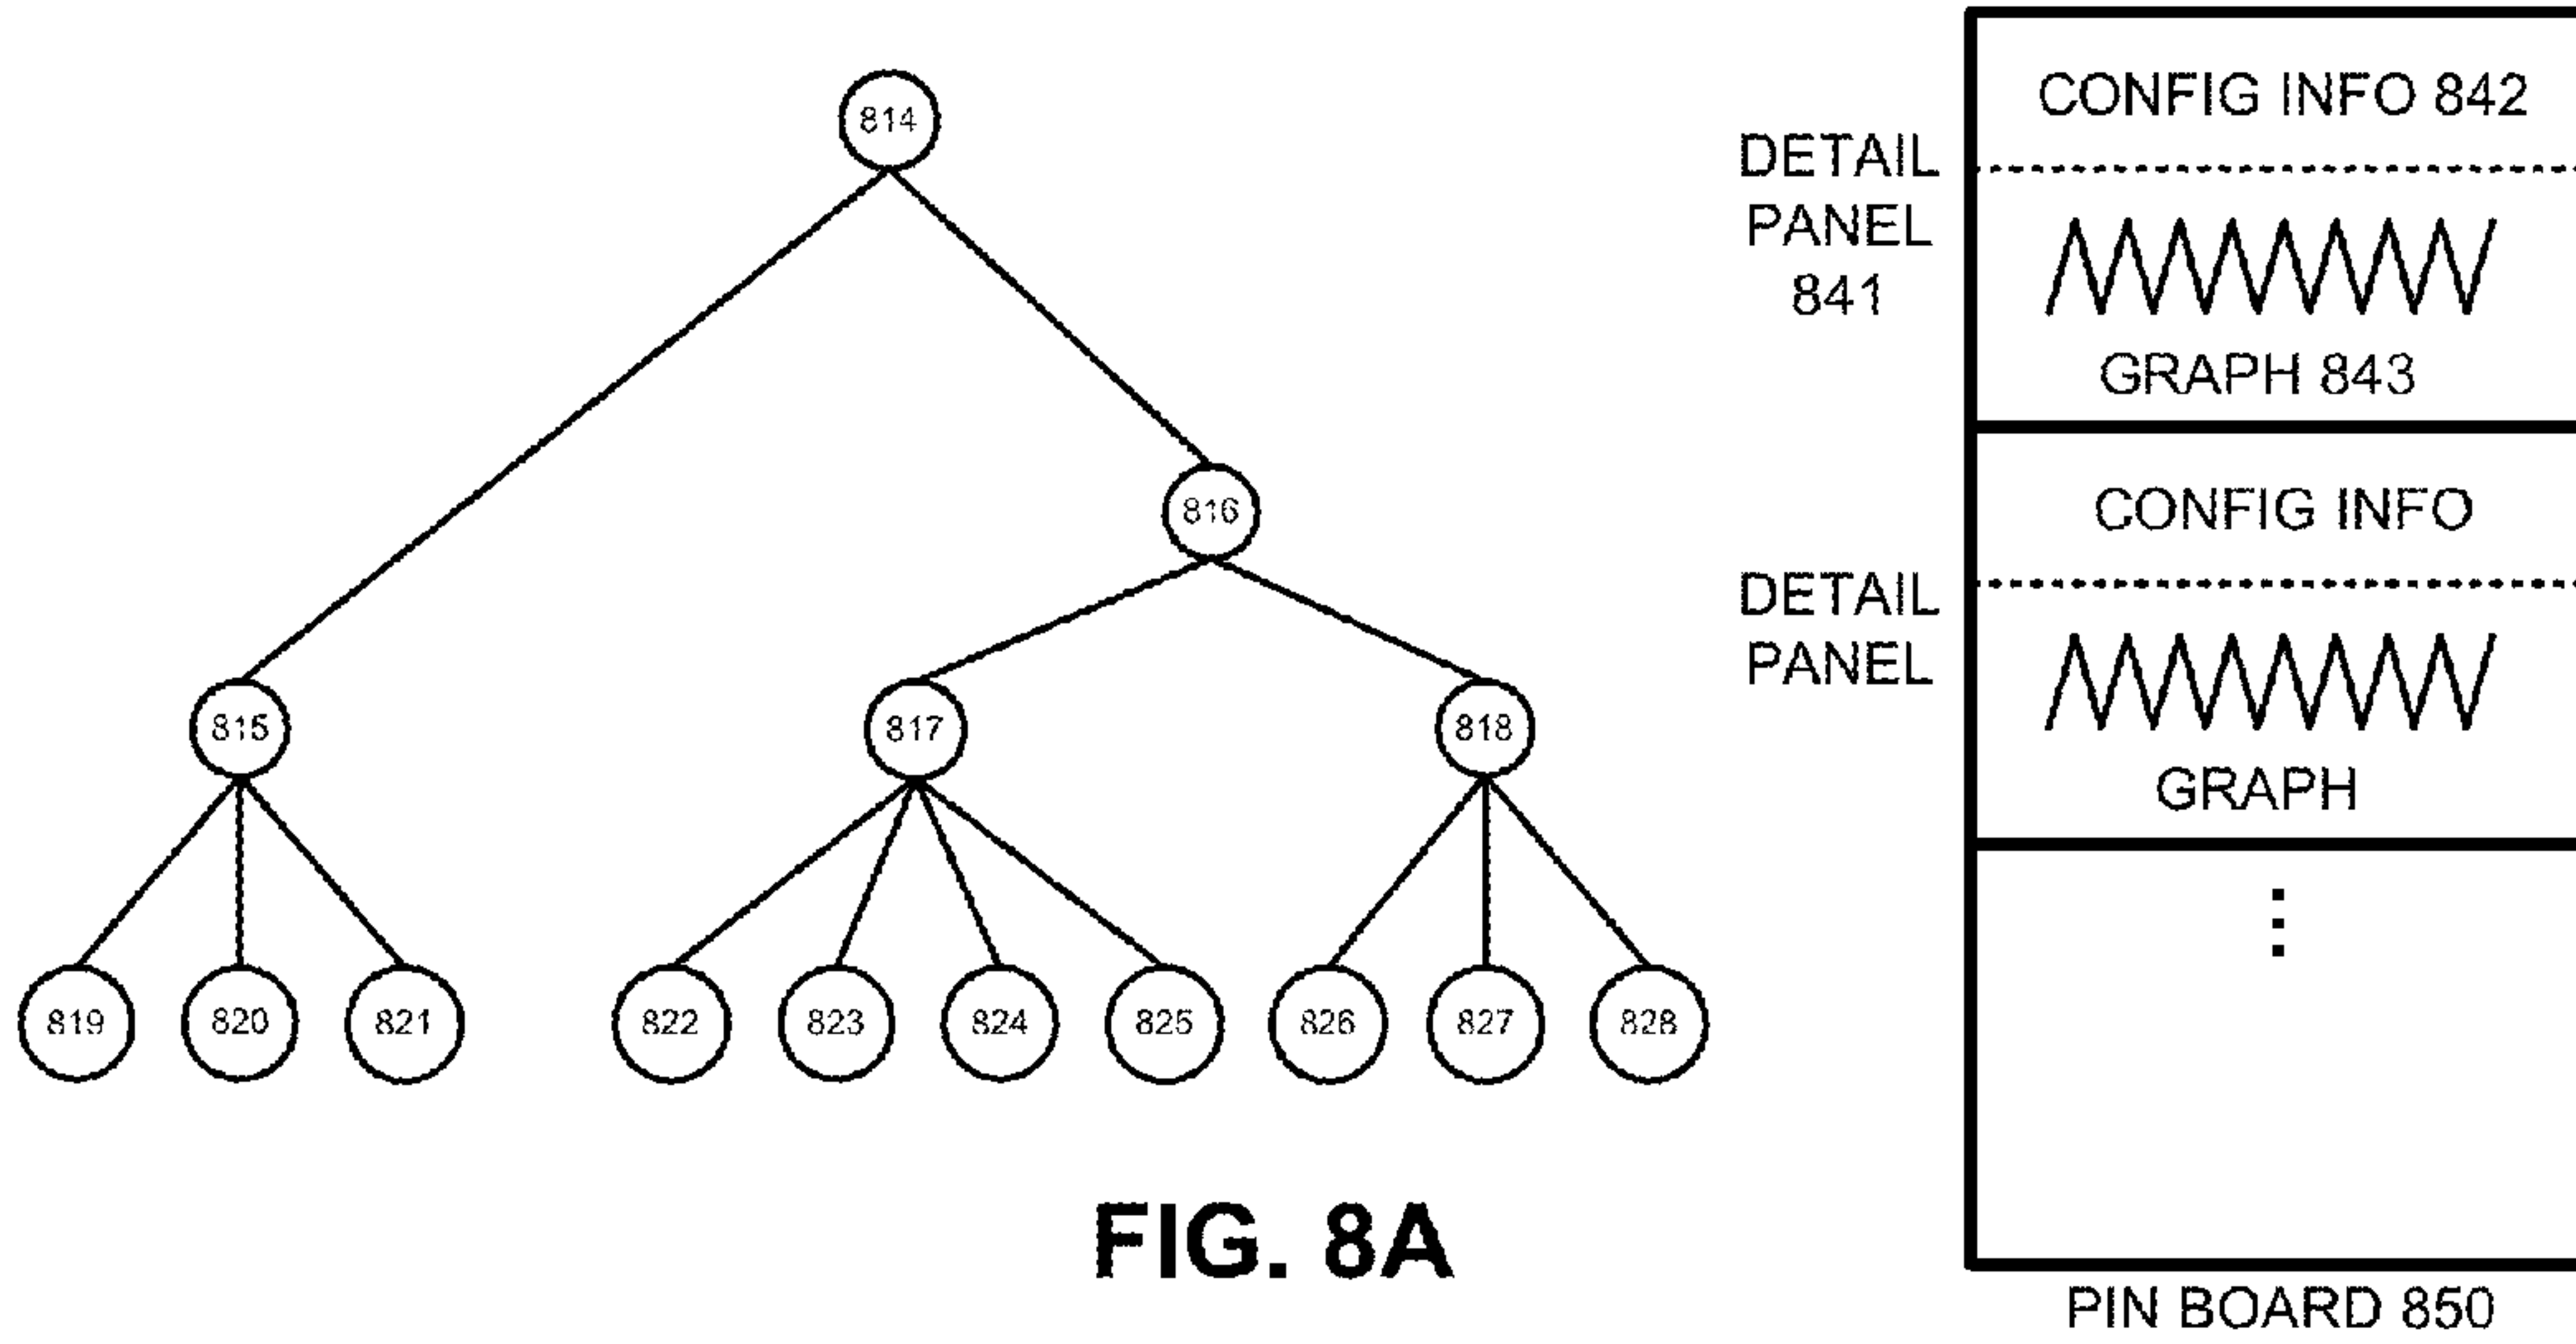 814
816
815
817
818
819
820
821
822
823
824
825
826
827
828
DETAIL
PANEL
841
CONFIG INFO 842
GRAPH 843
DETAIL
PANEL
CONFIG INFO
GRAPH
PIN BOARD 850
FIG. 8A